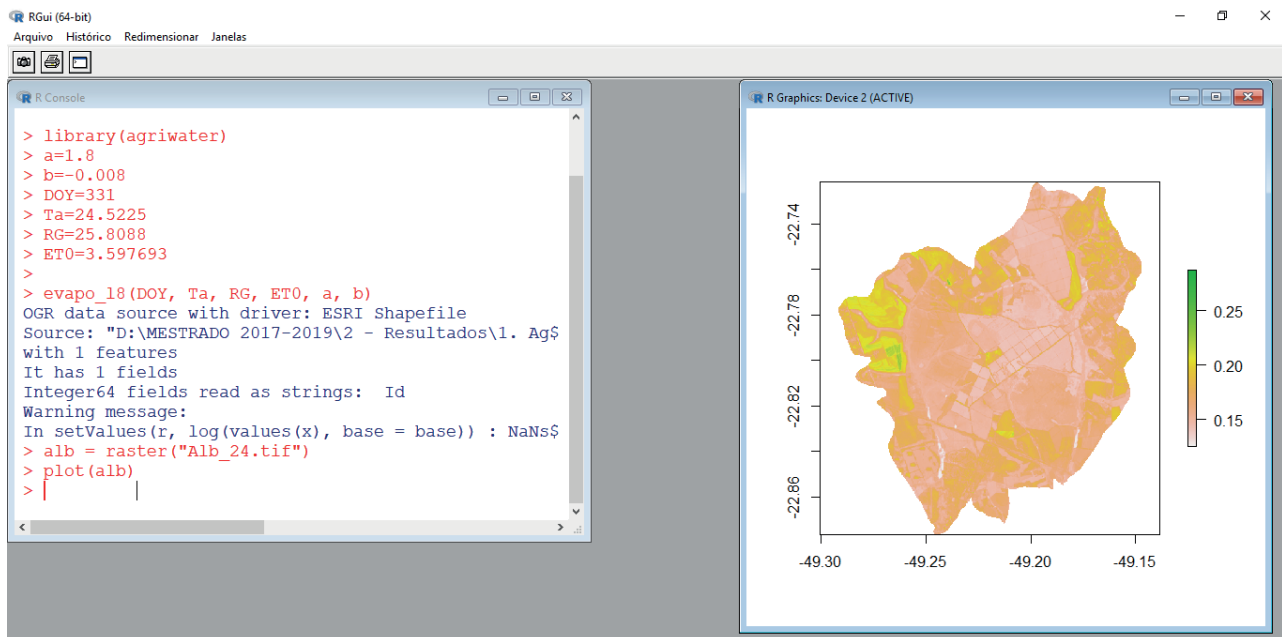 RGui (64-bit)
Arquivo Histórico Redimensionar Janelas
R Console
> library(agriwater)
> a=1.8
> b=-0.008
> DOY=331
> Ta=24.5225
> RG=25.8088
> ET0=3.597693
>
> evapo_l8(DOY, Ta, RG, ET0, a, b)
OGR data source with driver: ESRI Shapefile
Source: "D:\MESTRADO 2017-2019\2 - Resultados\1. Ag$
with 1 features
It has 1 fields
Integer64 fields read as strings:  Id
Warning message:
In setValues(r, log(values(x), base = base)) : NaNs$
> alb = raster("Alb_24.tif")
> plot(alb)
>
R Graphics: Device 2 (ACTIVE)
-22.74
-22.78
-22.82
-22.86
-49.30 -49.25 -49.20 -49.15
0.25
0.20
0.15